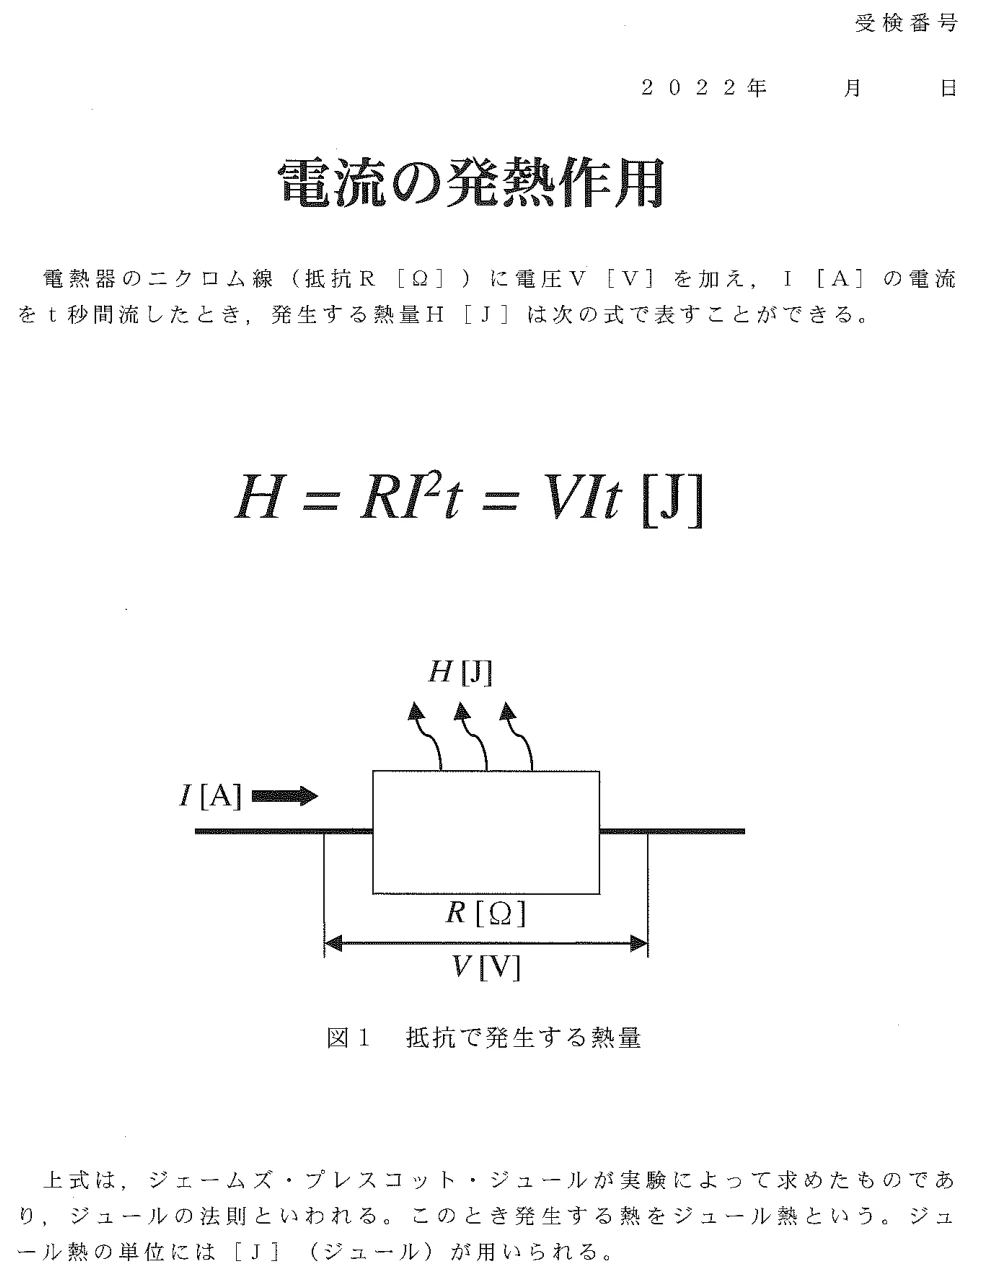 受検番号
２０２２年　　　月　　　日
電流の発熱作用
電熱器のニクロム線（抵抗Ｒ［Ω］）に電圧Ｖ［Ｖ］を加え，Ｉ［Ａ］の電流
をｔ秒間流したとき，発生する熱量Ｈ［Ｊ］は次の式で表すことができる。
H = RI²t = VIt [J]
H [J]
I [A]
R [Ω]
V [V]
図１　抵抗で発生する熱量
上式は，ジェームズ・プレスコット・ジュールが実験によって求めたものであ
り，ジュールの法則といわれる。このとき発生する熱をジュール熱という。ジュ
ール熱の単位には［Ｊ］（ジュール）が用いられる。